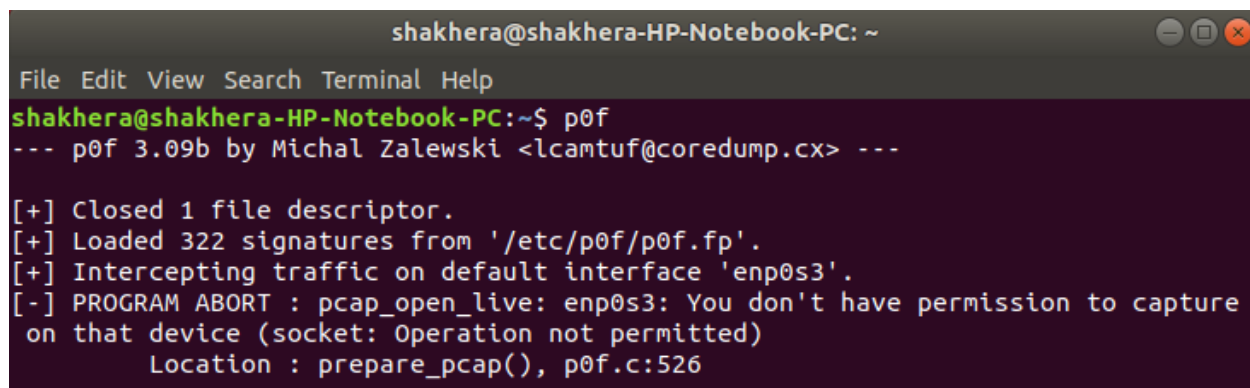 shakhera@shakhera-HP-Notebook-PC: ~
File Edit View Search Terminal Help
shakhera@shakhera-HP-Notebook-PC:~$ p0f
--- p0f 3.09b by Michal Zalewski <lcamtuf@coredump.cx> ---
[+] Closed 1 file descriptor.
[+] Loaded 322 signatures from '/etc/p0f/p0f.fp'.
[+] Intercepting traffic on default interface 'enp0s3'.
[-] PROGRAM ABORT : pcap_open_live: enp0s3: You don't have permission to capture
 on that device (socket: Operation not permitted)
         Location : prepare_pcap(), p0f.c:526